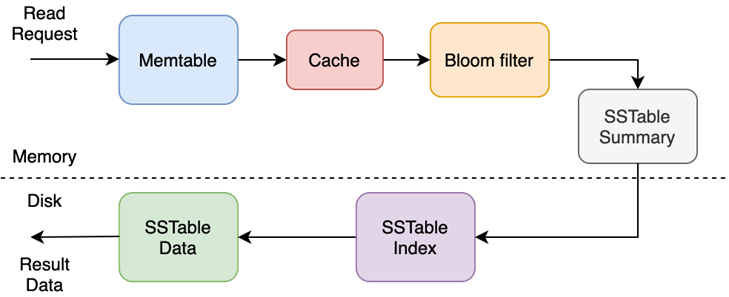 Read
Request
Memtable
Cache
Bloom filter
SSTable
Summary
Memory
Disk
SSTable
Data
SSTable
Index
Result
Data